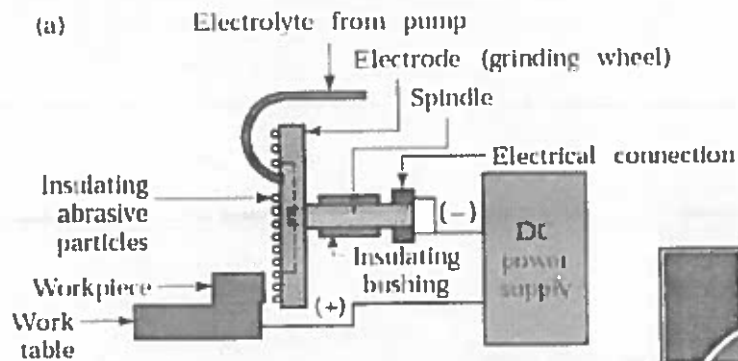 (a)
Electrolyte from pump
Electrode (grinding wheel)
Spindle
Electrical connection
Insulating
abrasive
particles
(−)
DC
power
supply
Insulating
bushing
Workpiece
(+)
Work
table